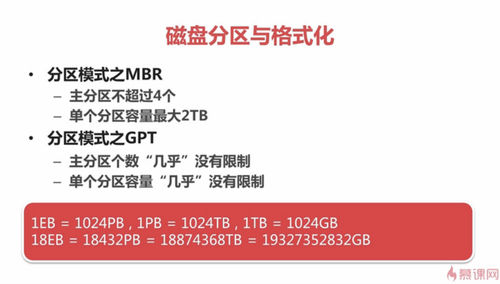 磁盘分区与格式化
• 分区模式之MBR
– 主分区不超过4个
– 单个分区容量最大2TB
• 分区模式之GPT
– 主分区个数“几乎”没有限制
– 单个分区容量“几乎”没有限制
1EB = 1024PB , 1PB = 1024TB , 1TB = 1024GB
18EB = 18432PB = 18874368TB = 19327352832GB
慕课网